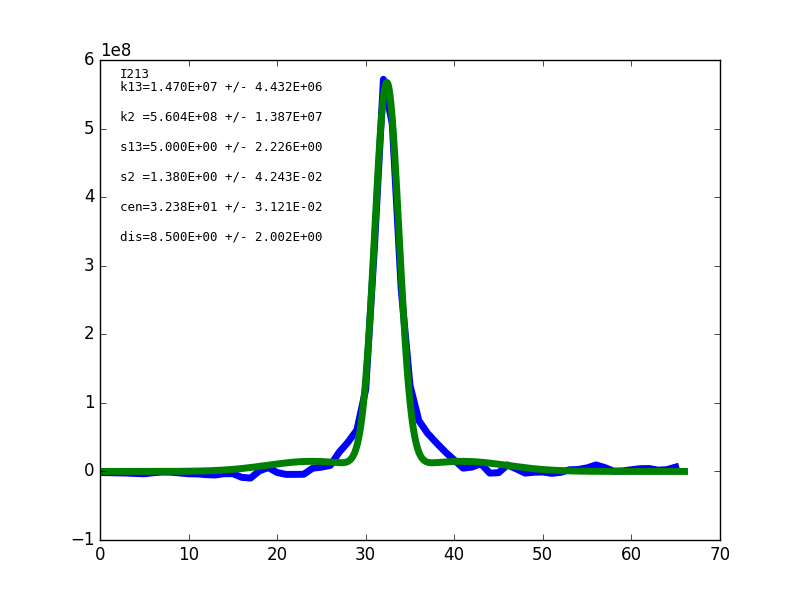 1e8
6
I213
k13=1.470E+07 +/- 4.432E+06
k2 =5.604E+08 +/- 1.387E+07
5
s13=5.000E+00 +/- 2.226E+00
s2 =1.380E+00 +/- 4.243E-02
4
cen=3.238E+01 +/- 3.121E-02
dis=8.500E+00 +/- 2.002E+00
3
2
1
0
−1
0 10 20 30 40 50 60 70